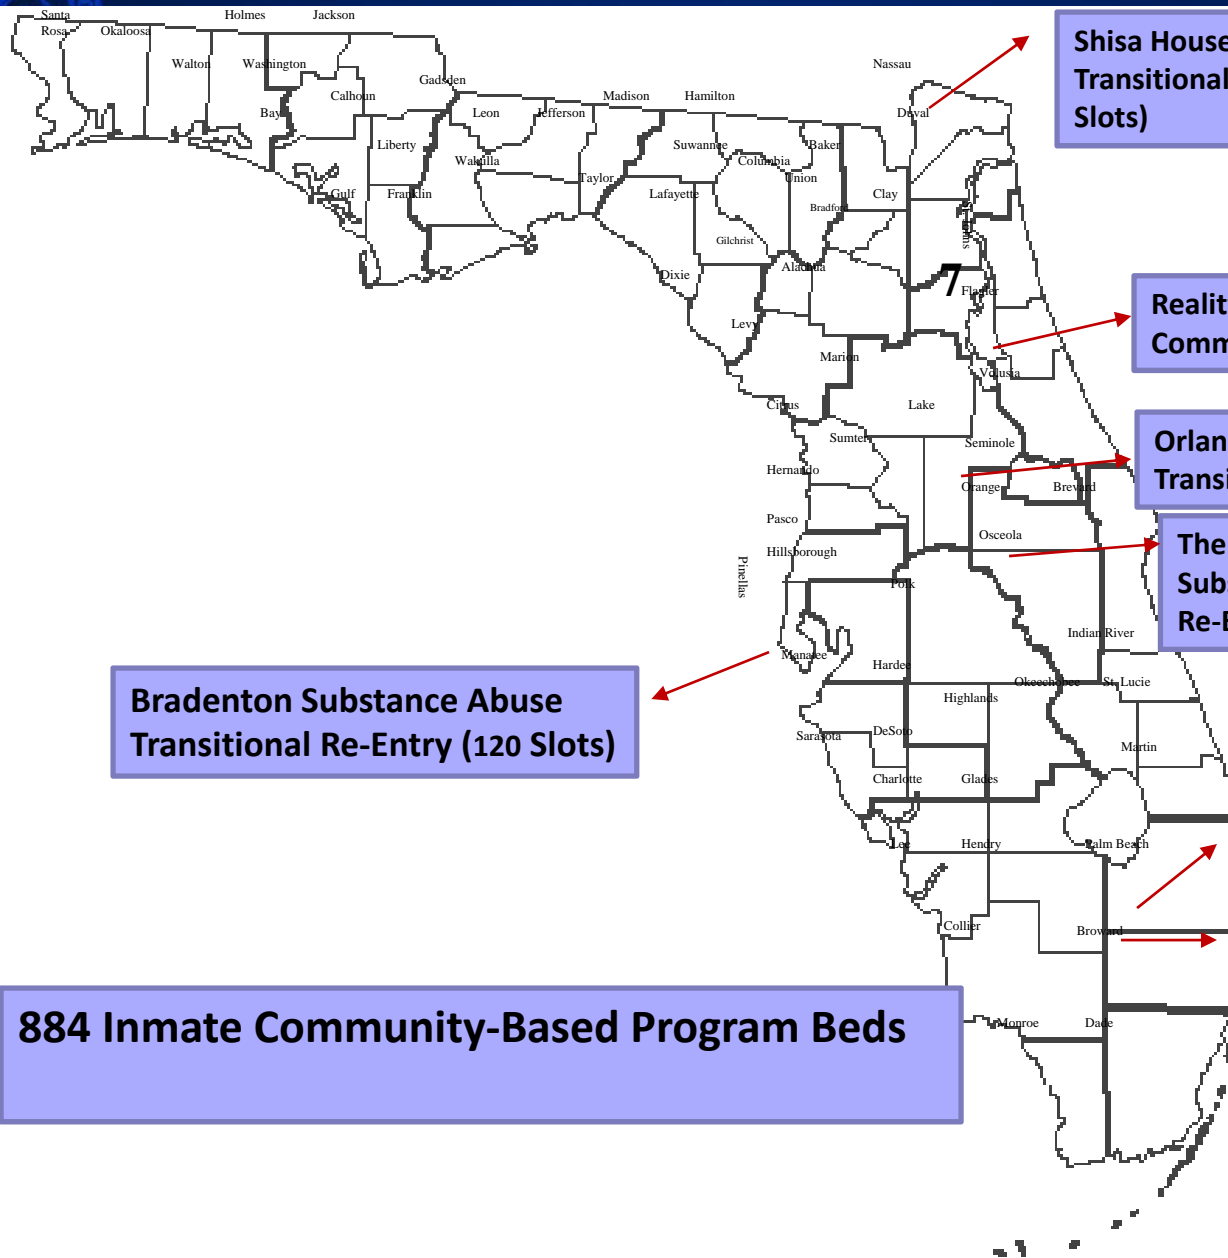 Santa
Rosa
Okaloosa
Holmes
Jackson
Walton
Washington
Bay
Calhoun
Gadsden
Leon
Jefferson
Madison
Hamilton
Nassau
Duval
Liberty
Wakulla
Suwannee
Columbia
Baker
Union
Gulf
Franklin
Taylor
Lafayette
Bradford
Clay
Gilchrist
Dixie
Alachua
7
Flagler
Levy
Marion
Volusia
Citrus
Lake
Sumter
Seminole
Hernando
Orange
Brevard
Pasco
Osceola
Hillsborough
Pinellas
Polk
Indian River
Manatee
Hardee
Okeechobee
St. Lucie
Highlands
Sarasota
DeSoto
Martin
Charlotte
Glades
Lee
Hendry
Palm Beach
Collier
Broward
Monroe
Dade
Shisa House
Transitional
Slots)
Realit
Comm
Orlan
Transi
The
Subs
Re-E
Bradenton Substance Abuse
Transitional Re-Entry (120 Slots)
884 Inmate Community-Based Program Beds